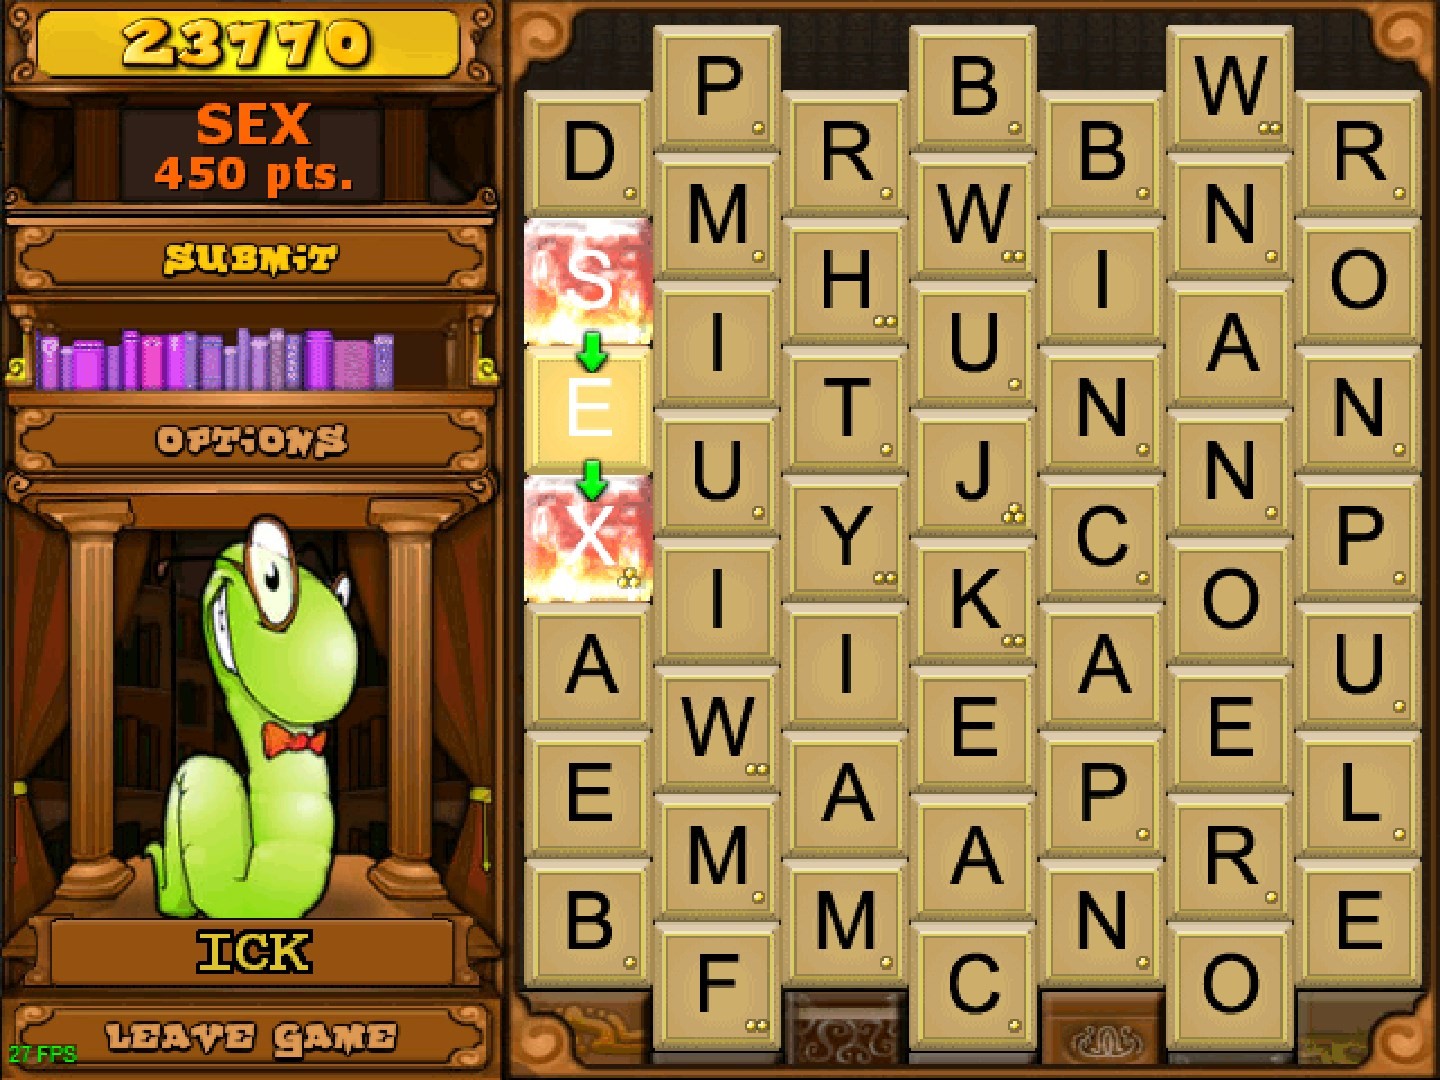 23770
SEX
450 pts.
SUBMIT
OPTIONS
ICK
LEAVE GAME
27 FPS
P B W
D R B R
M W N
S H I O
I U A
E T N N
U J N
X Y C P
I K O
A I A U
W E E
E A P L
M A R
B M N E
F C O